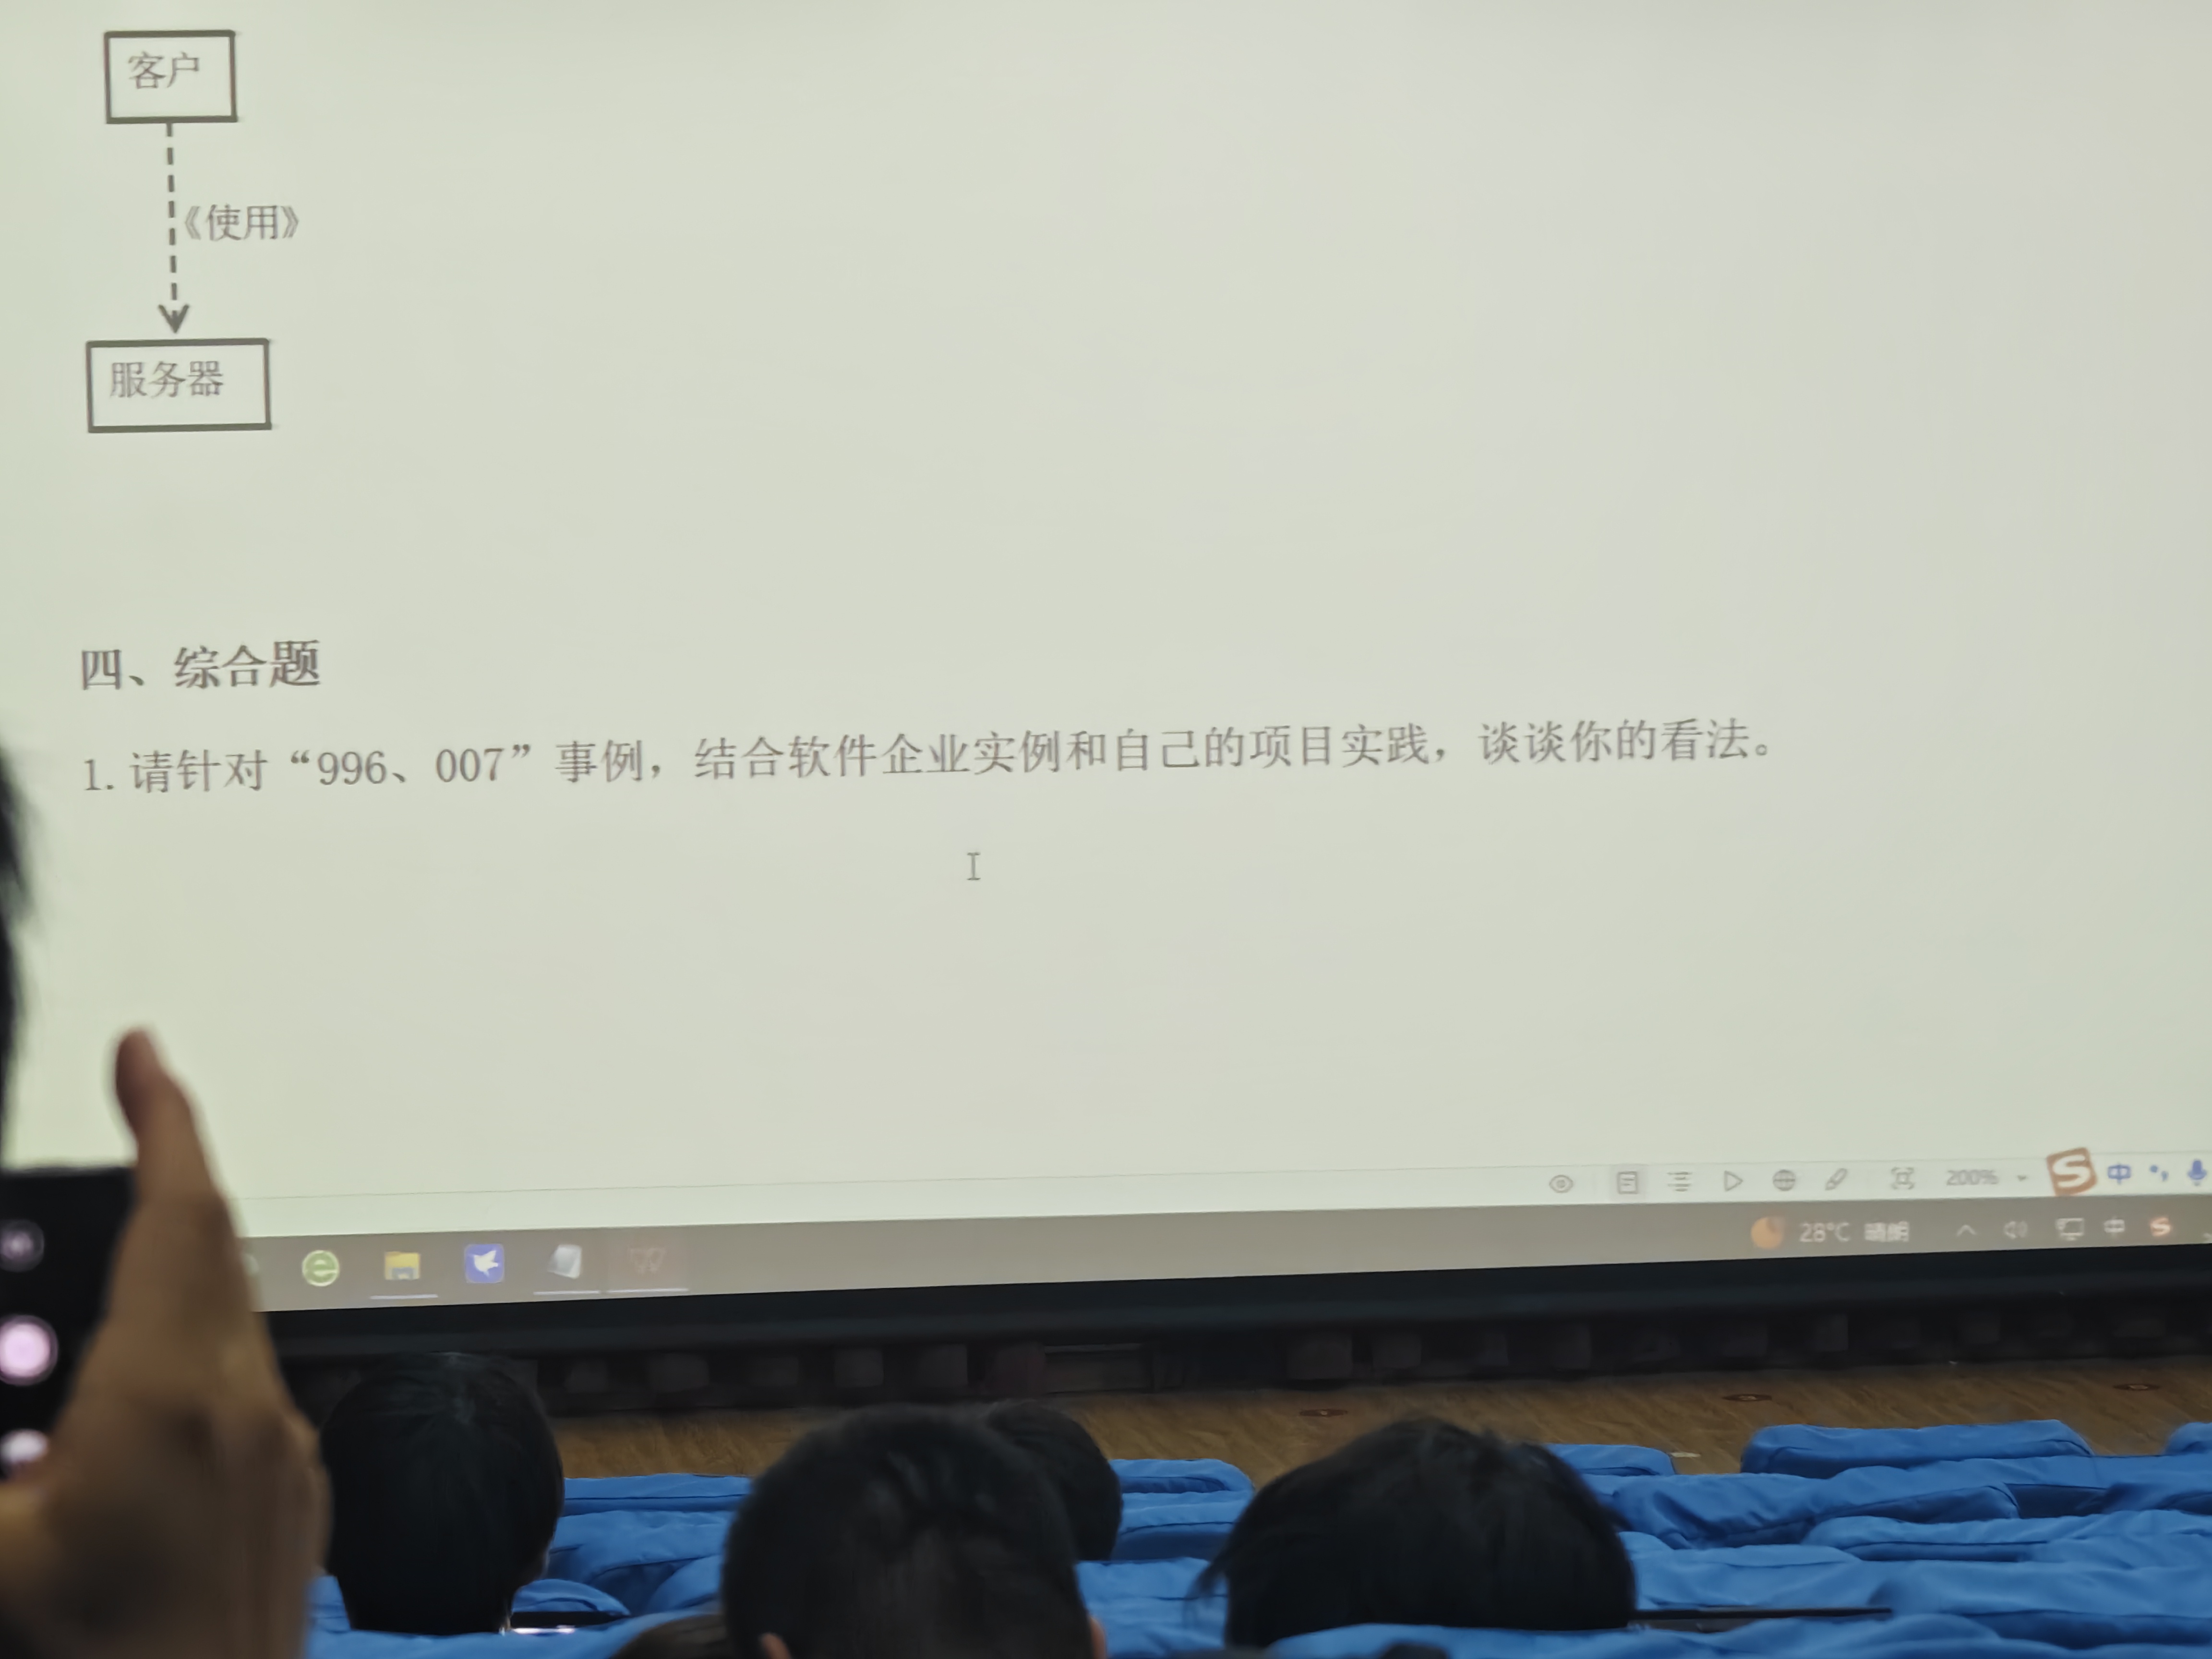 客户
《使用》
服务器
四、综合题
1. 请针对“996、007”事例，结合软件企业实例和自己的项目实践，谈谈你的看法。
200%
中
28°C 晴朗
中